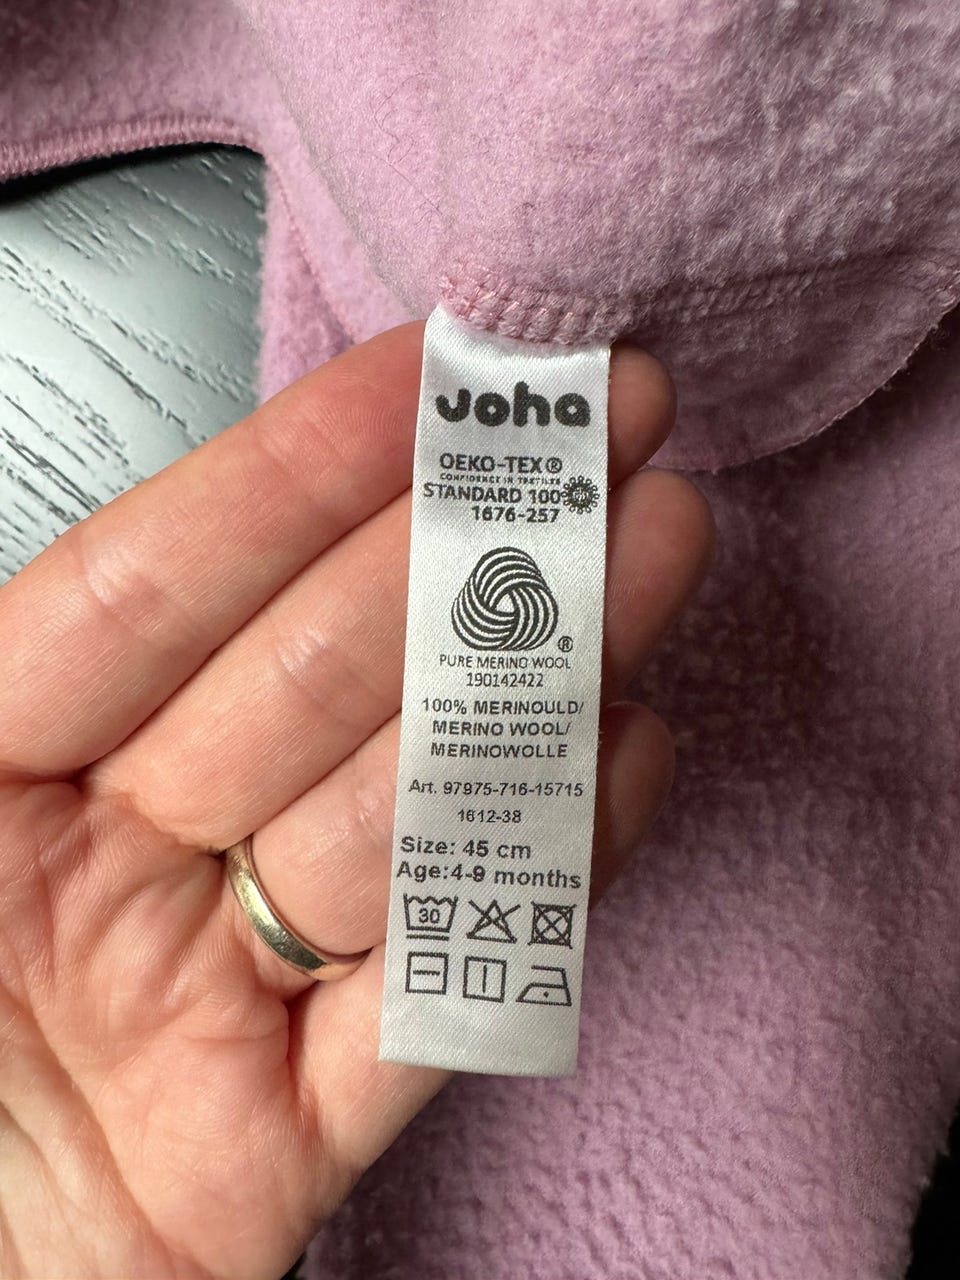 Joha
OEKO-TEX®
CONFIDENCE IN TEXTILES
STANDARD 100
1676-257
®
PURE MERINO WOOL
190142422
100% MERINOULD/
MERINO WOOL/
MERINOWOLLE
Art. 97975-716-15715
1612-38
Size: 45 cm
Age:4-9 months
30